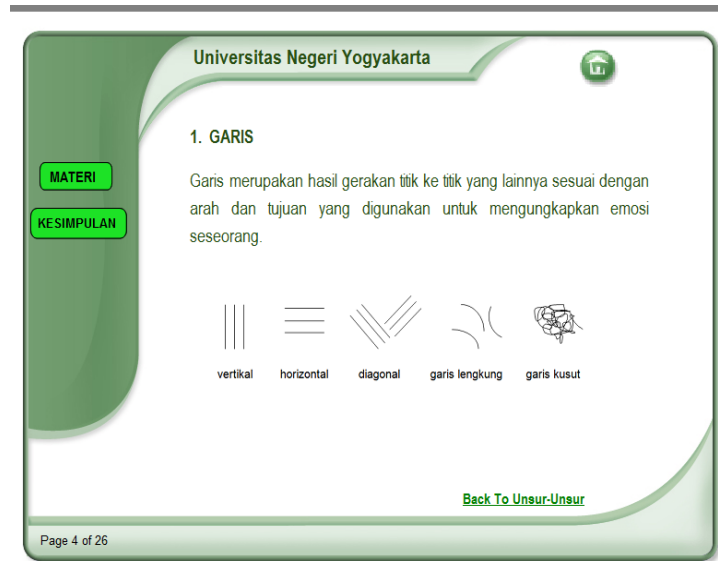 Universitas Negeri Yogyakarta
1. GARIS
MATERI
KESIMPULAN
Garis merupakan hasil gerakan titik ke titik yang lainnya sesuai dengan
arah dan tujuan yang digunakan untuk mengungkapkan emosi
seseorang.
vertikal horizontal diagonal garis lengkung garis kusut
Back To Unsur-Unsur
Page 4 of 26